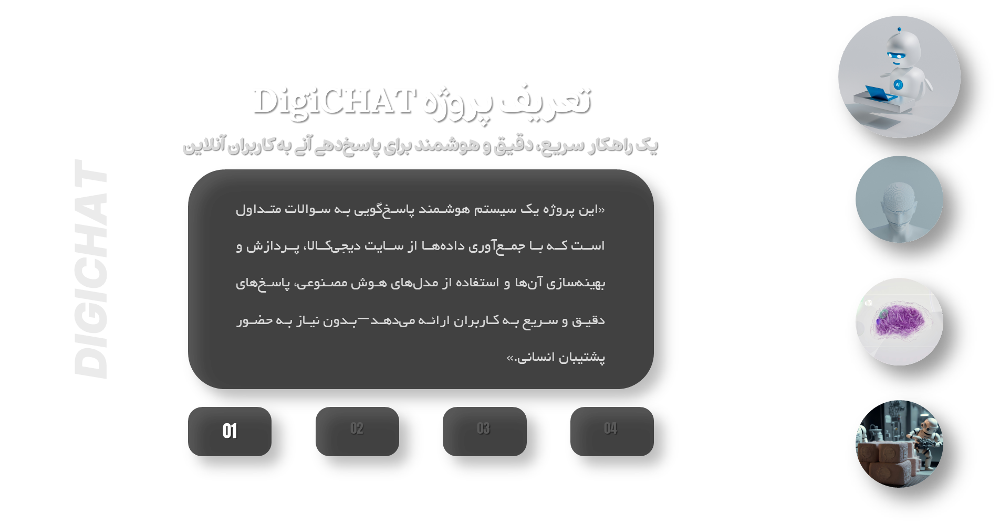 تعریف پروژه DigiCHAT
یک راهکار سریع، دقیق و هوشمند برای پاسخ‌دهی آنی به کاربران آنلاین
«این پروژه یک سیستم هوشمند پاسخ‌گویی به سوالات متداول
است که با جمع‌آوری داده‌ها از سایت دیجی‌کالا، پردازش و
بهینه‌سازی آن‌ها و استفاده از مدل‌های هوش مصنوعی، پاسخ‌های
دقیق و سریع به کاربران ارائه می‌دهد—بدون نیاز به حضور
پشتیبان انسانی.»
01
02
03
04
DIGICHAT
AI